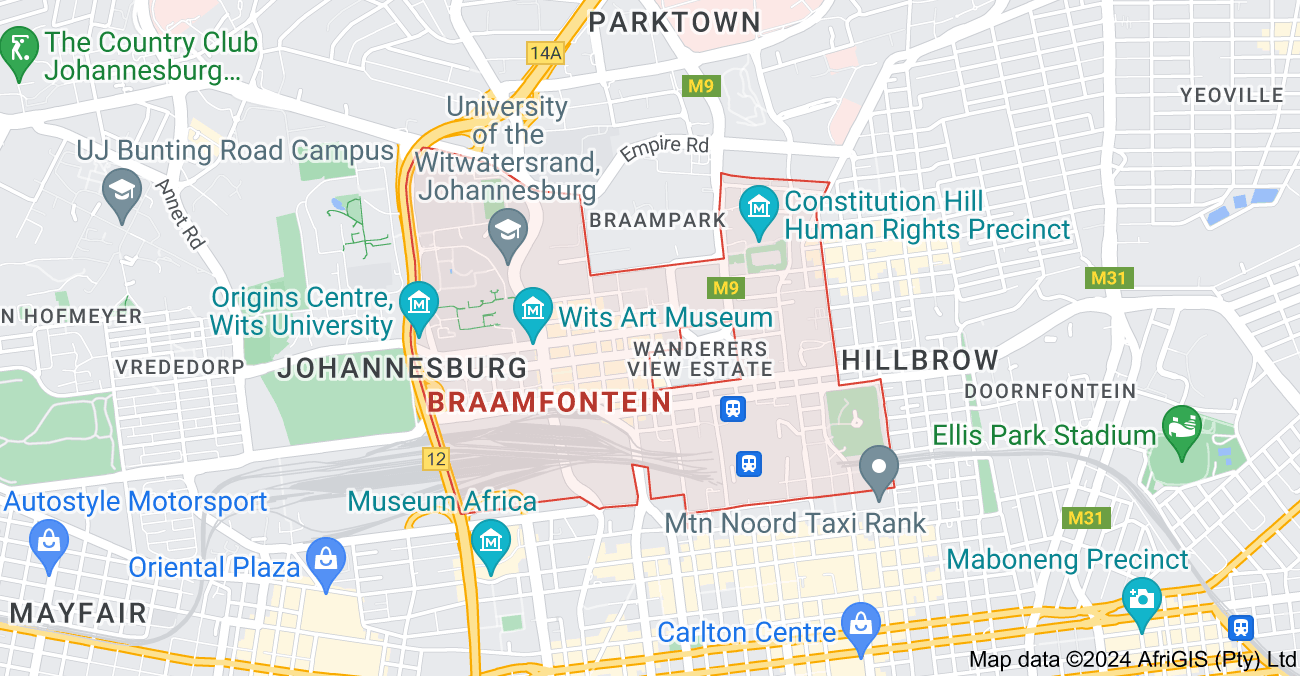 PARKTOWN
The Country Club
Johannesburg...
14A
M9
YEOVILLE
University
of the
Witwatersrand,
Johannesburg
UJ Bunting Road Campus
Empire Rd
Annet Rd
BRAAMPARK
Constitution Hill
Human Rights Precinct
M31
M9
Origins Centre,
Wits University
N HOFMEYER
Wits Art Museum
WANDERERS
VIEW ESTATE
VREDEDORP
JOHANNESBURG
HILLBROW
DOORNFONTEIN
BRAAMFONTEIN
Ellis Park Stadium
12
Autostyle Motorsport
Museum Africa
Mtn Noord Taxi Rank
M31
Oriental Plaza
Maboneng Precinct
MAYFAIR
Carlton Centre
Map data ©2024 AfriGIS (Pty) Ltd